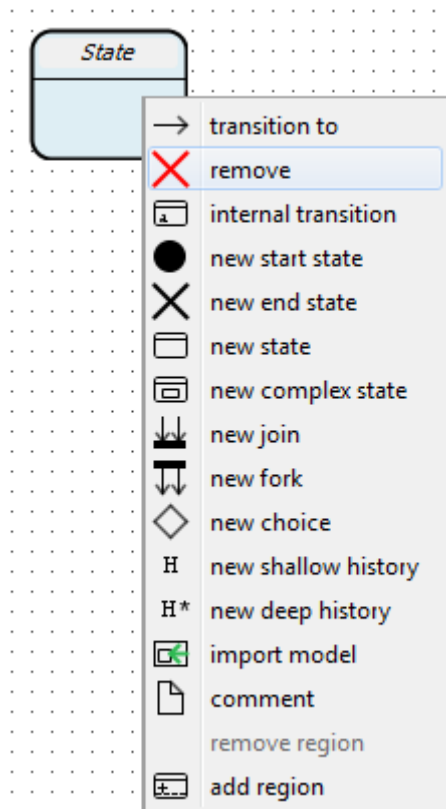 State
transition to
remove
internal transition
new start state
new end state
new state
new complex state
new join
new fork
new choice
H new shallow history
H* new deep history
import model
comment
remove region
add region